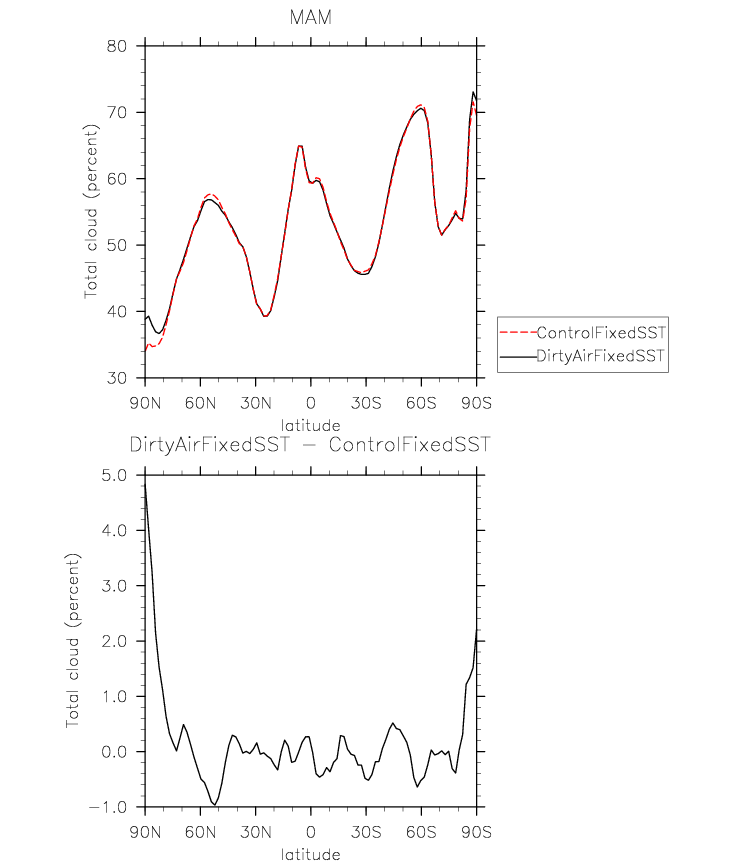 MAM
80
70
60
50
40
30
Total cloud (percent)
90N 60N 30N 0 30S 60S 90S
latitude
ControlFixedSST
DirtyAirFixedSST
DirtyAirFixedSST − ControlFixedSST
5.0
4.0
3.0
2.0
1.0
0.0
−1.0
Total cloud (percent)
90N 60N 30N 0 30S 60S 90S
latitude